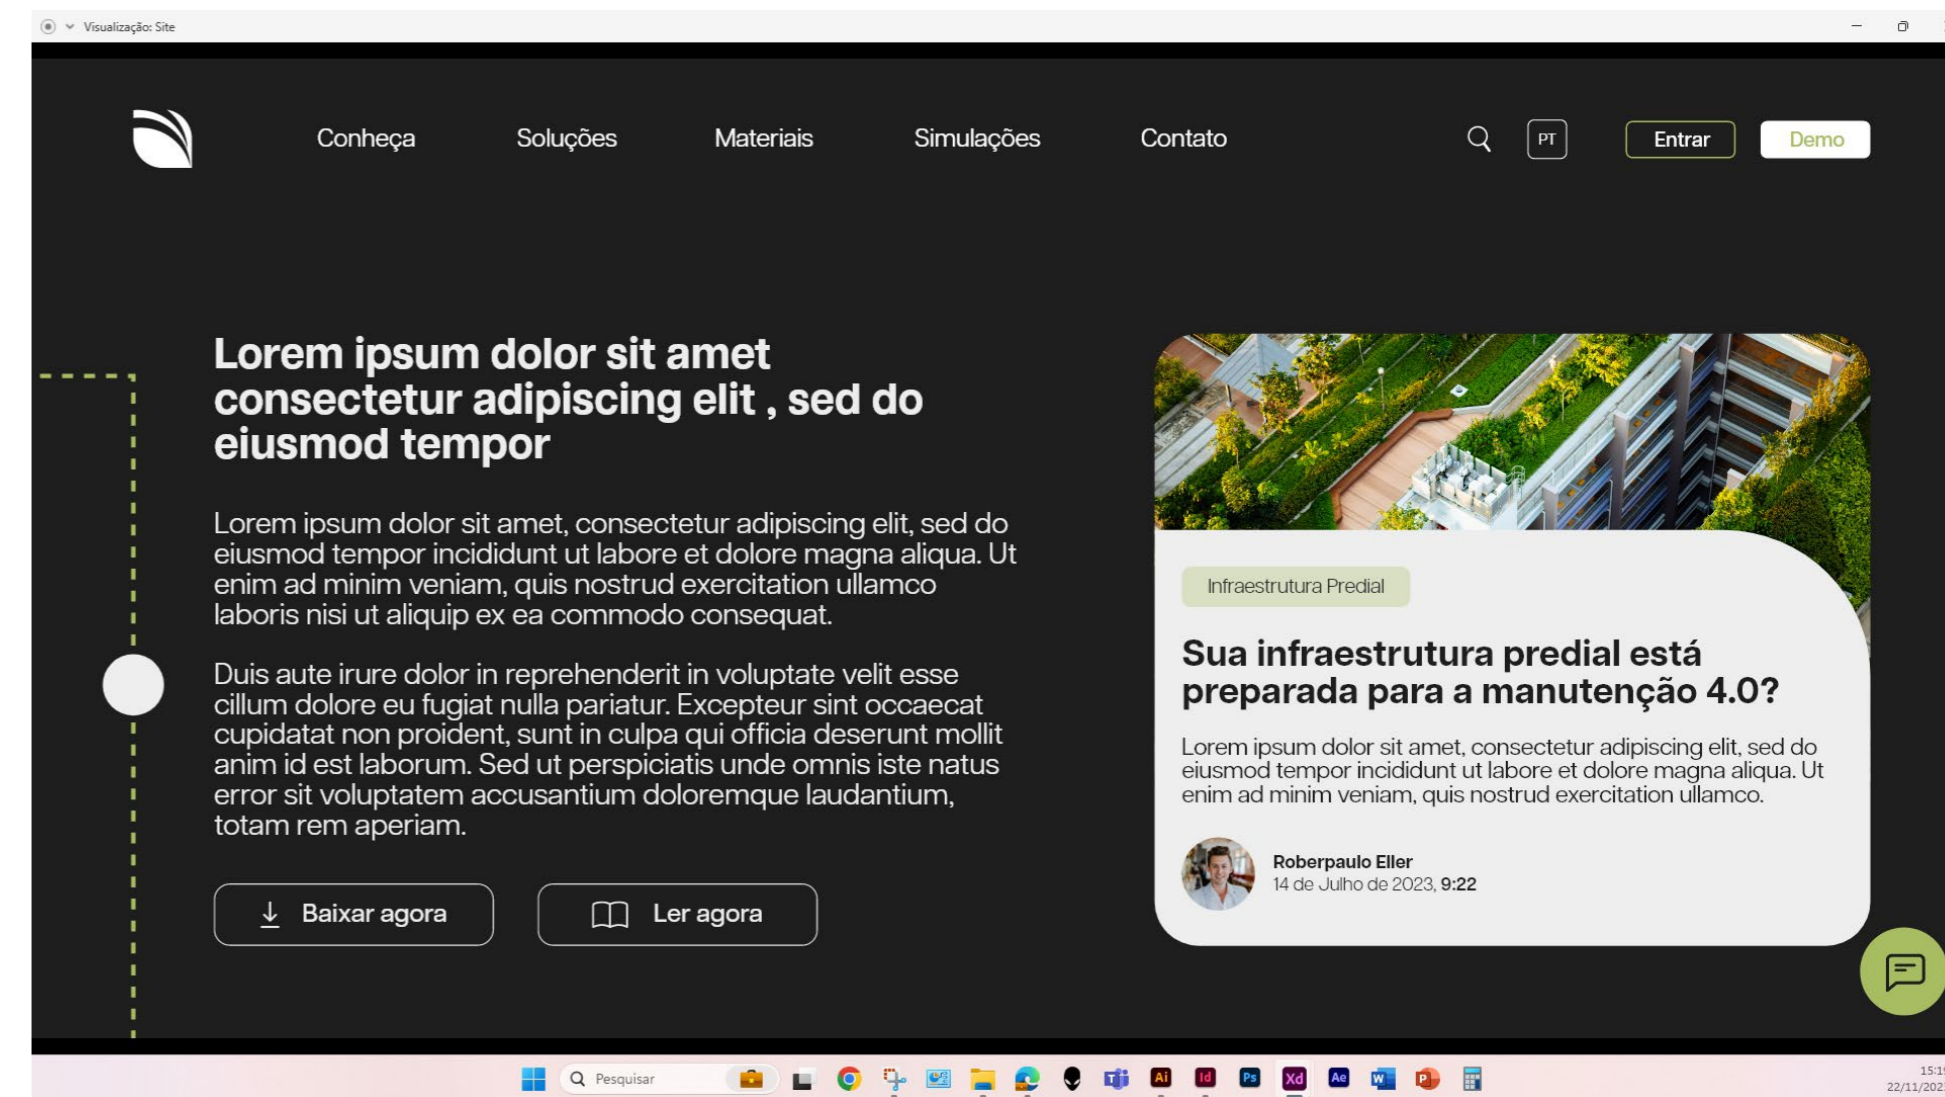 Visualização: Site
Conheça
Soluções
Materiais
Simulações
Contato
PT
Entrar
Demo
Lorem ipsum dolor sit amet
consectetur adipiscing elit , sed do
eiusmod tempor
Lorem ipsum dolor sit amet, consectetur adipiscing elit, sed do
eiusmod tempor incididunt ut labore et dolore magna aliqua. Ut
enim ad minim veniam, quis nostrud exercitation ullamco
laboris nisi ut aliquip ex ea commodo consequat.
Duis aute irure dolor in reprehenderit in voluptate velit esse
cillum dolore eu fugiat nulla pariatur. Excepteur sint occaecat
cupidatat non proident, sunt in culpa qui officia deserunt mollit
anim id est laborum. Sed ut perspiciatis unde omnis iste natus
error sit voluptatem accusantium doloremque laudantium,
totam rem aperiam.
Baixar agora
Ler agora
Infraestrutura Predial
Sua infraestrutura predial está
preparada para a manutenção 4.0?
Lorem ipsum dolor sit amet, consectetur adipiscing elit, sed do
eiusmod tempor incididunt ut labore et dolore magna aliqua. Ut
enim ad minim veniam, quis nostrud exercitation ullamco.
Roberpaulo Eller
14 de Julho de 2023, 9:22
Pesquisar
Ai
Id
Ps
Xd
Ae
W
P